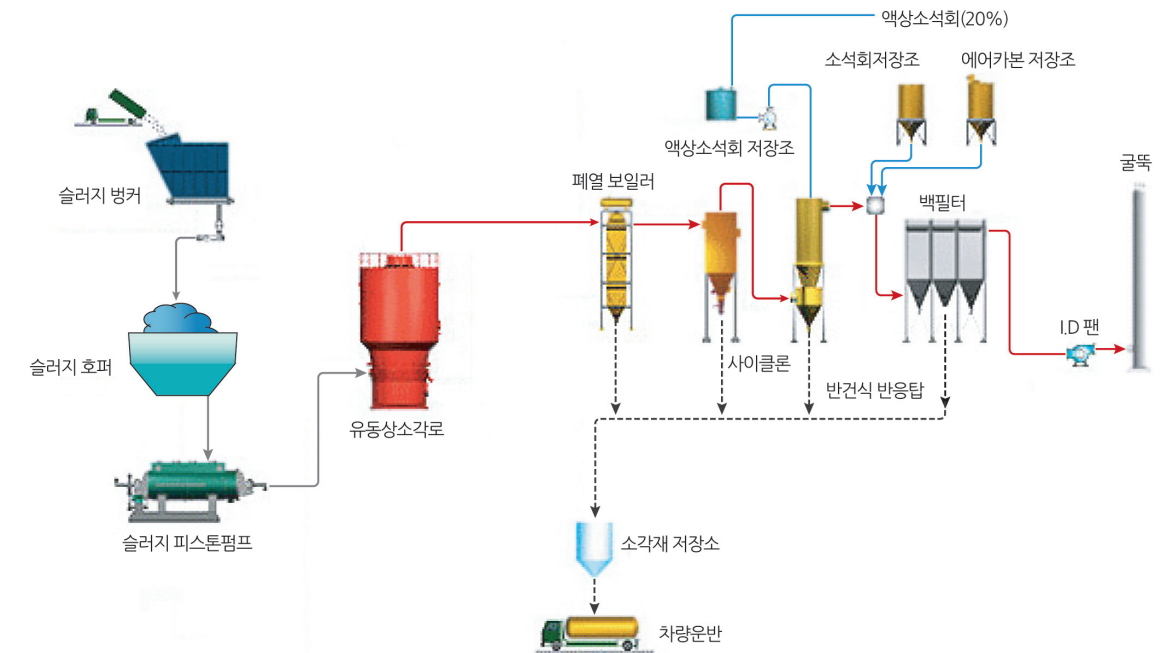 액상소석회(20%)
소석회저장조
에어카본 저장조
액상소석회 저장조
굴뚝
슬러지 벙커
폐열 보일러
백필터
I.D 팬
슬러지 호퍼
사이클론
반건식 반응탑
유동상소각로
슬러지 피스톤펌프
소각재 저장소
차량운반